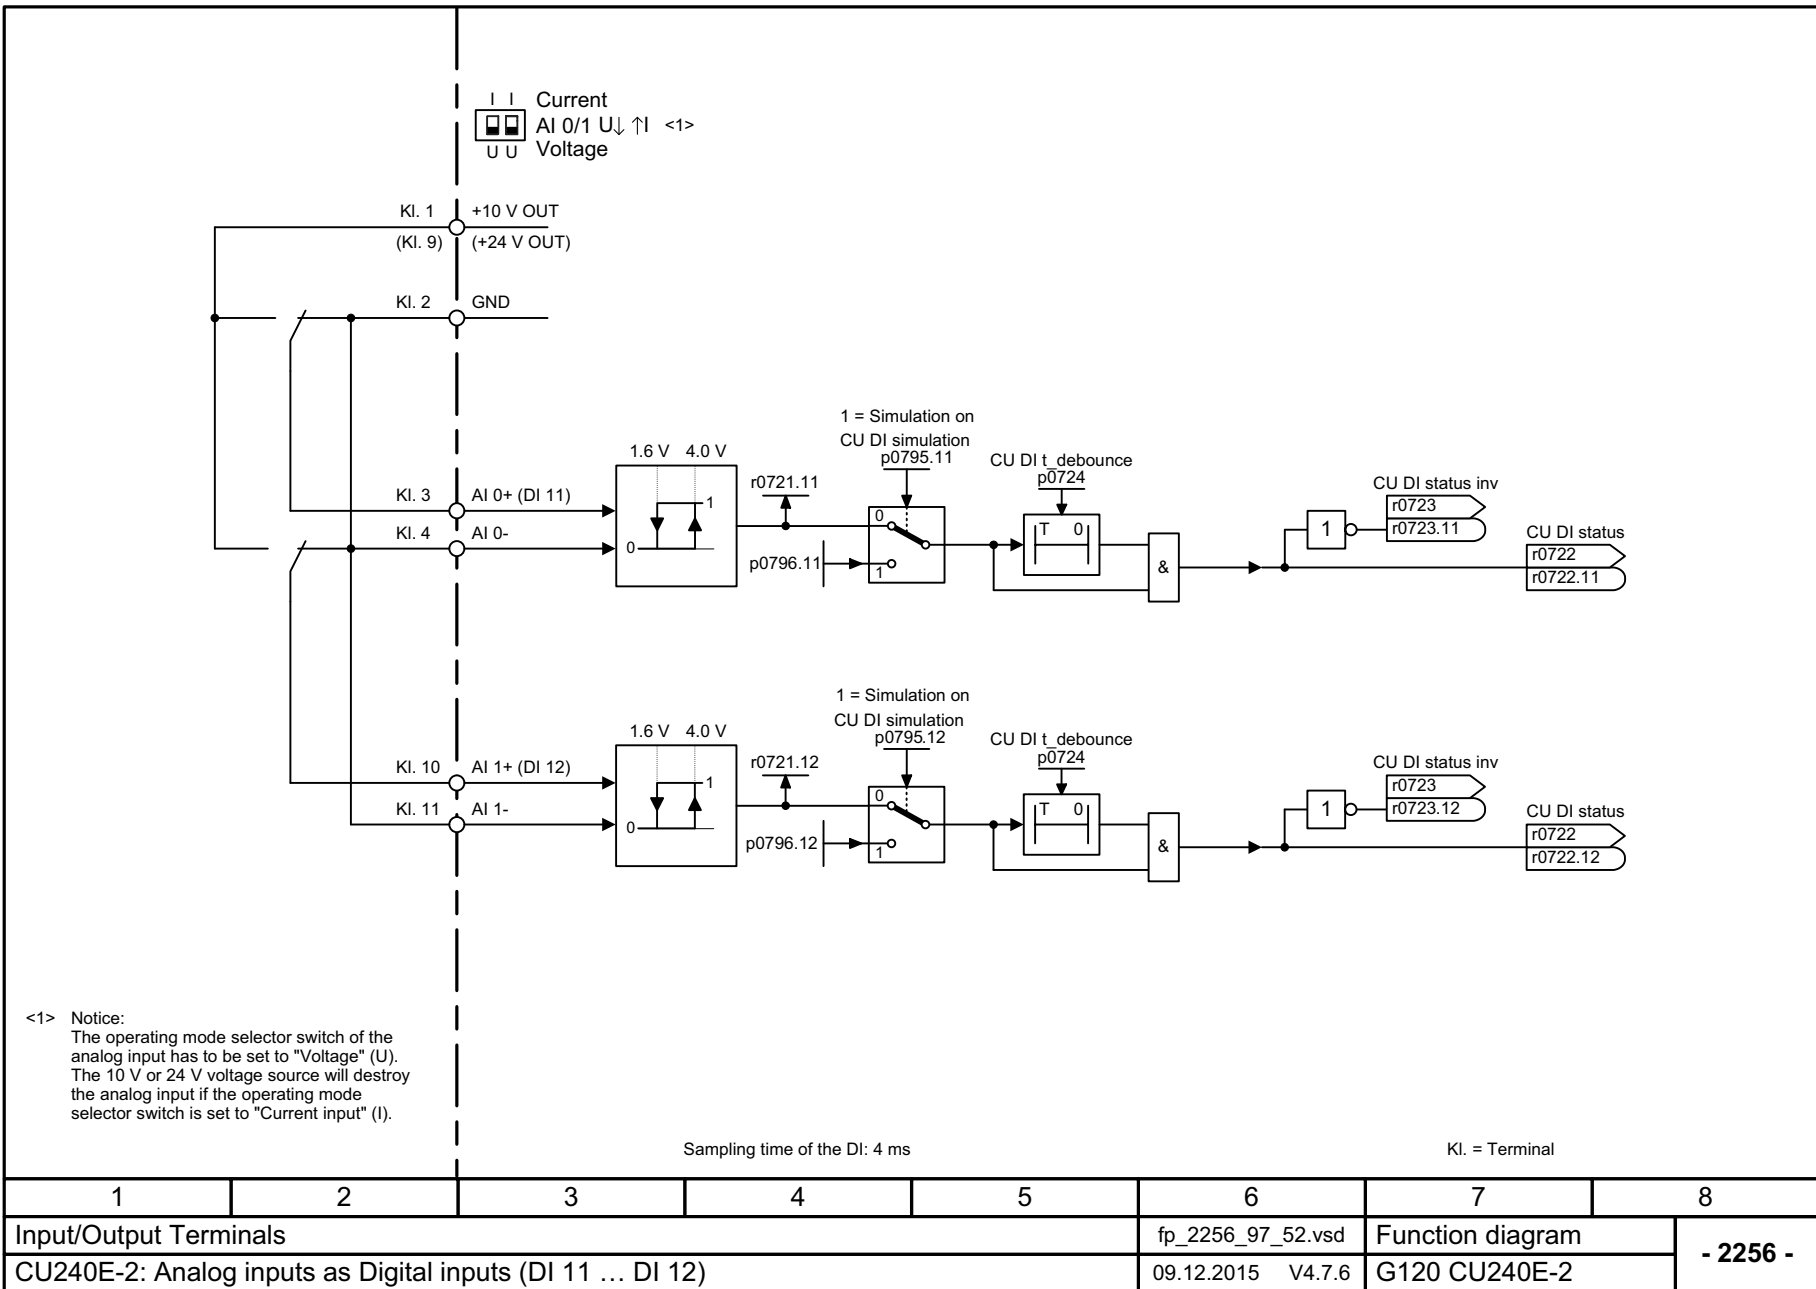 I I Current
AI 0/1 U↓ ↑I <1>
U U Voltage
Kl. 1 +10 V OUT
(Kl. 9) (+24 V OUT)
Kl. 2 GND
1 = Simulation on
CU DI simulation
p0795.11
1.6 V 4.0 V
CU DI t_debounce
p0724
r0721.11
CU DI status inv
r0723
r0723.11
Kl. 3 AI 0+ (DI 11)
Kl. 4 AI 0-
1
0
0
1
p0796.11
T 0
&
1
CU DI status
r0722
r0722.11
1 = Simulation on
CU DI simulation
p0795.12
1.6 V 4.0 V
CU DI t_debounce
p0724
r0721.12
CU DI status inv
r0723
r0723.12
Kl. 10 AI 1+ (DI 12)
Kl. 11 AI 1-
1
0
0
1
p0796.12
T 0
&
1
CU DI status
r0722
r0722.12
<1> Notice:
The operating mode selector switch of the
analog input has to be set to "Voltage" (U).
The 10 V or 24 V voltage source will destroy
the analog input if the operating mode
selector switch is set to "Current input" (I).
Sampling time of the DI: 4 ms
Kl. = Terminal
1 2 3 4 5 6 7 8
Input/Output Terminals
fp_2256_97_52.vsd
Function diagram
- 2256 -
CU240E-2: Analog inputs as Digital inputs (DI 11 … DI 12)
09.12.2015 V4.7.6
G120 CU240E-2